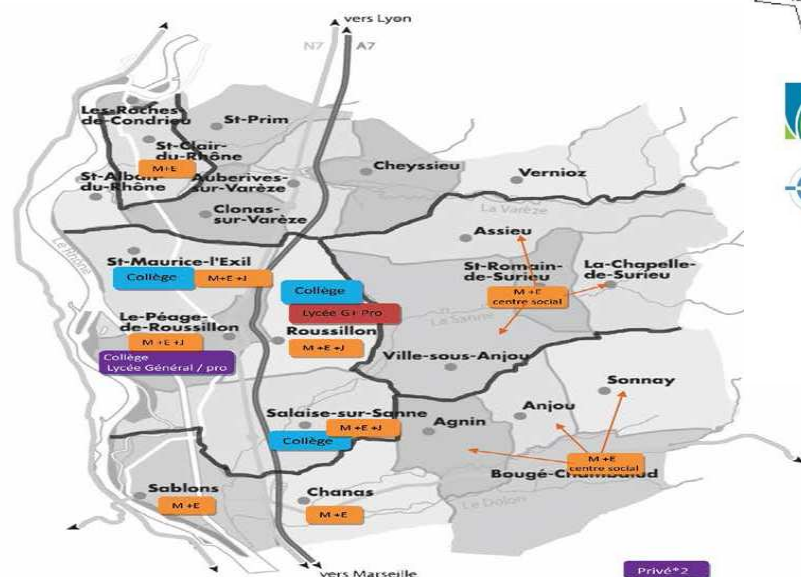 vers Lyon
N7
A7
Les-Roches-
de-Condrieu
St-Prim
St-Clair-
du-Rhône
M+E
St-Alban-
du-Rhône
Auberives-
sur-Varèze
Cheyssieu
Vernioz
Clonas-
sur-Varèze
La Varèze
Assieu
Le Rhône
St-Maurice-l'Exil
Collège
M+E +J
St-Romain-
de-Surieu
M +E
centre social
La-Chapelle-
de-Surieu
Collège
Lycée G+ Pro
Roussillon
M +E +J
La Sanne
Le-Péage-
de-Roussillon
M +E +J
Collège
Lycée Général / pro
Ville-sous-Anjou
Sonnay
Anjou
Salaise-sur-Sanne
M +E +J
Collège
Agnin
M +E
centre social
Bougé-Chambalud
Sablons
M +E
Chanas
M +E
Le Dolon
vers Marseille
Privé*2